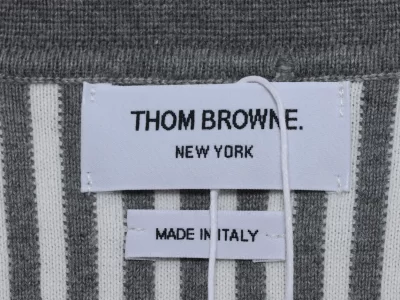 THOM BROWNE.
NEW YORK
MADE IN ITALY